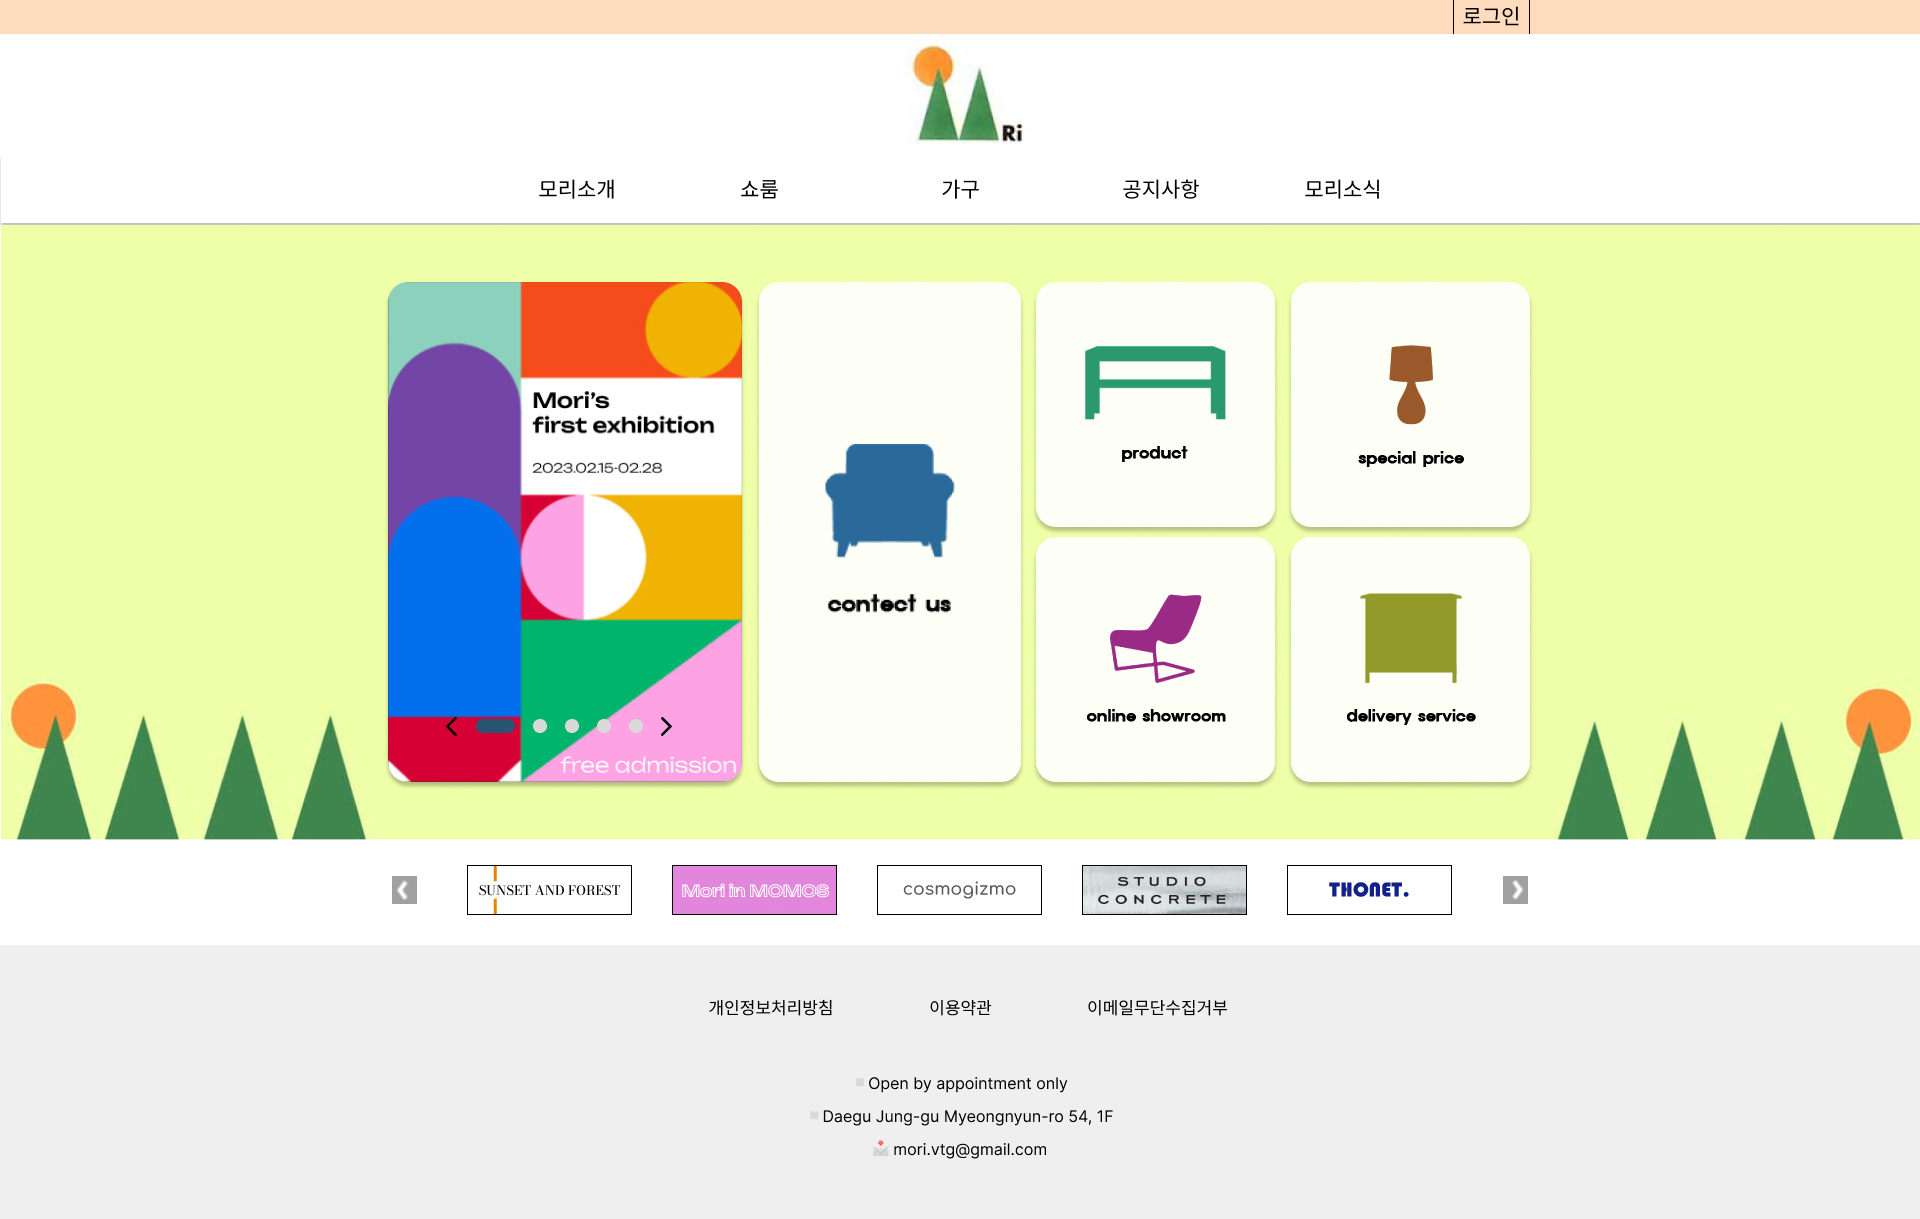 로그인
Ri
모리소개
쇼룸
가구
공지사항
모리소식
Mori's
first exhibition
2023.02.15-02.28
free admission
contect us
product
special price
online showroom
delivery service
SUNSET AND FOREST
Mori in MOMOS
cosmogizmo
STUDIO
CONCRETE
THONET.
개인정보처리방침
이용약관
이메일무단수집거부
Open by appointment only
Daegu Jung-gu Myeongnyun-ro 54, 1F
mori.vtg@gmail.com